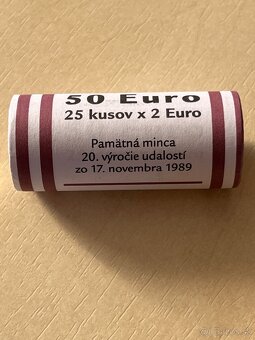 50 Euro
25 kusov x 2 Euro
Pamätná minca
20. výročie udalostí
zo 17. novembra 1989